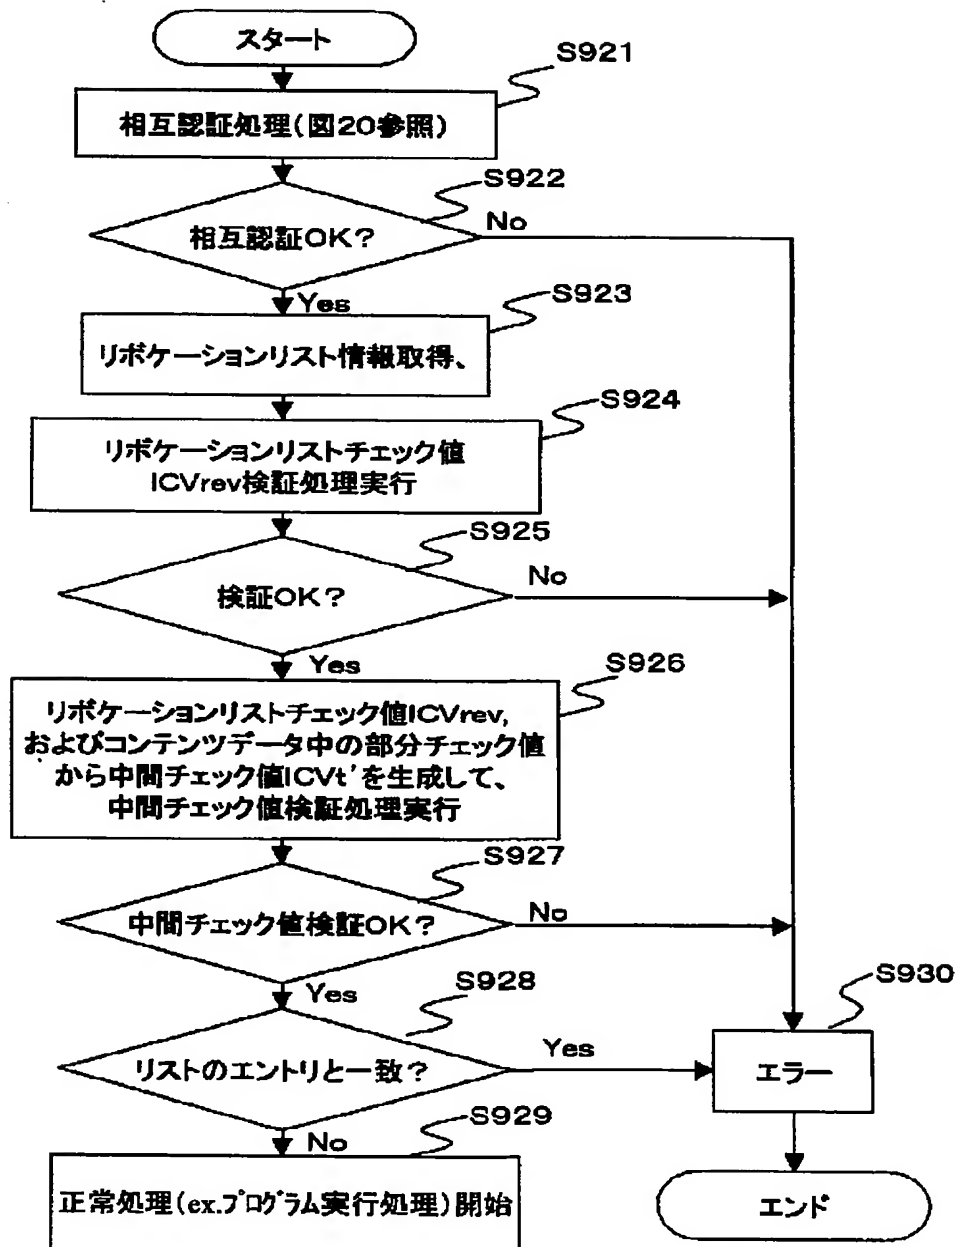 スタート
S921
相互認証処理(図20参照)
S922
相互認証OK?
No
Yes
S923
リボケーションリスト情報取得、
S924
リボケーションリストチェック値
ICVrev検証処理実行
S925
検証OK?
No
Yes
S926
リボケーションリストチェック値ICVrev,
およびコンテンツデータ中の部分チェック値
から中間チェック値ICVt'を生成して、
中間チェック値検証処理実行
S927
中間チェック値検証OK?
No
Yes
S928
リストのエントリと一致?
Yes
S930
エラー
No
S929
正常処理(ex.プログラム実行処理)開始
エンド